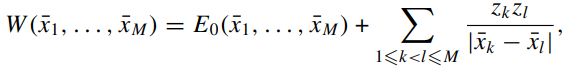 W(x̄₁, . . . , x̄_M) = E₀(x̄₁, . . . , x̄_M) + ∑_{1⩽k<l⩽M} z_k z_l / |x̄_k − x̄_l| ,